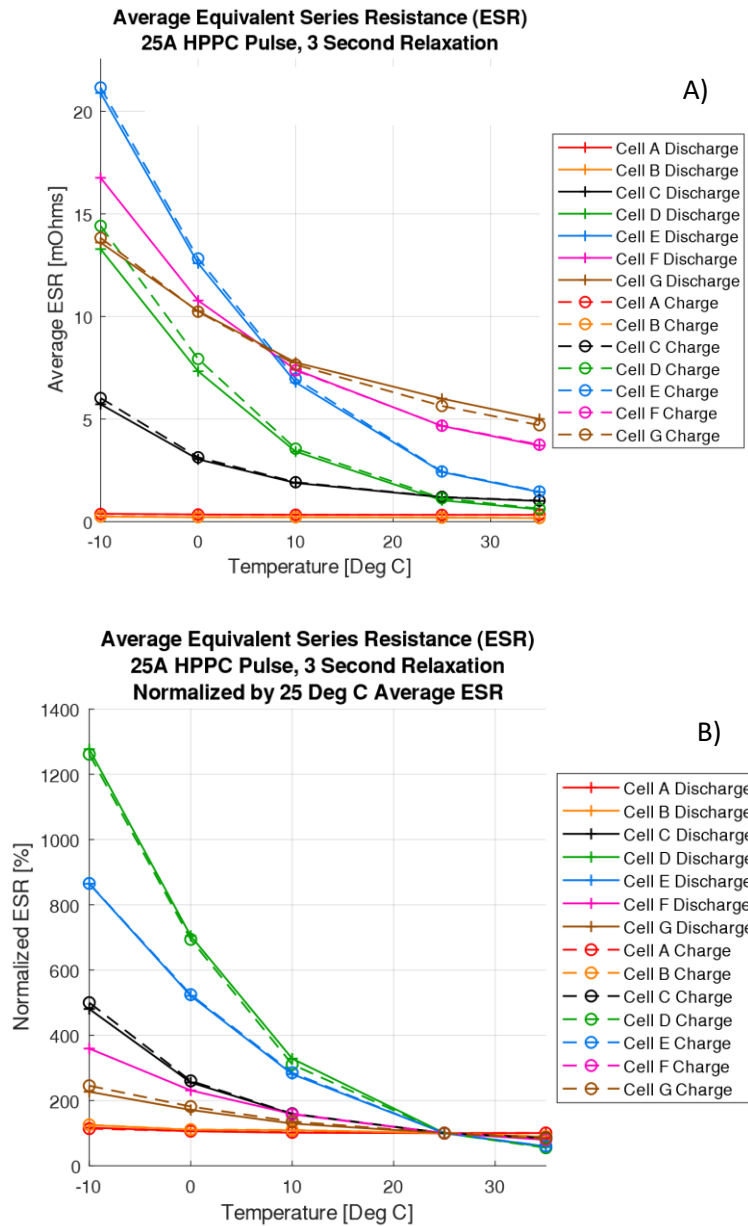 Average Equivalent Series Resistance (ESR)
25A HPPC Pulse, 3 Second Relaxation
A)
20
15
10
5
0
Average ESR [mOhms]
-10
0
10
20
30
Temperature [Deg C]
Cell A Discharge
Cell B Discharge
Cell C Discharge
Cell D Discharge
Cell E Discharge
Cell F Discharge
Cell G Discharge
Cell A Charge
Cell B Charge
Cell C Charge
Cell D Charge
Cell E Charge
Cell F Charge
Cell G Charge
Average Equivalent Series Resistance (ESR)
25A HPPC Pulse, 3 Second Relaxation
Normalized by 25 Deg C Average ESR
B)
1400
1200
1000
800
600
400
200
0
Normalized ESR [%]
-10
0
10
20
30
Temperature [Deg C]
Cell A Discharge
Cell B Discharge
Cell C Discharge
Cell D Discharge
Cell E Discharge
Cell F Discharge
Cell G Discharge
Cell A Charge
Cell B Charge
Cell C Charge
Cell D Charge
Cell E Charge
Cell F Charge
Cell G Charge